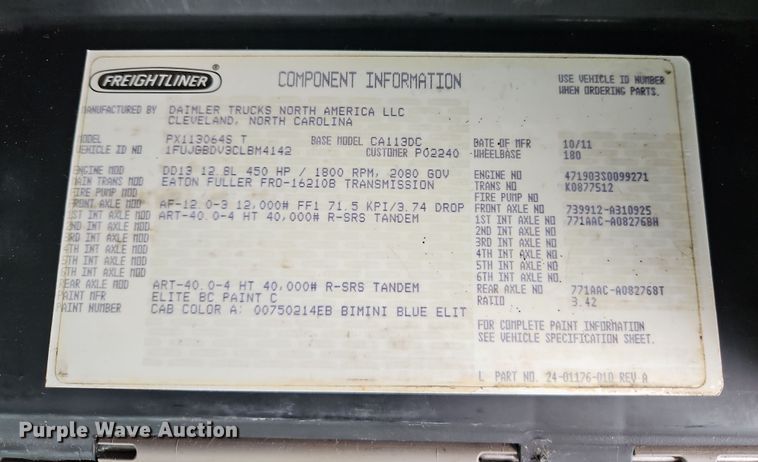 FREIGHTLINER®
COMPONENT INFORMATION
USE VEHICLE ID NUMBER
WHEN ORDERING PARTS.
MANUFACTURED BY DAIMLER TRUCKS NORTH AMERICA LLC
CLEVELAND, NORTH CAROLINA
MODEL PX113064S T BASE MODEL CA113DC DATE OF MFR 10/11
VEHICLE ID NO 1FUJGBDV3CLBM4142 CUSTOMER P02240 WHEELBASE 180
ENGINE MOD DD13 12.8L 450 HP / 1800 RPM, 2080 GOV ENGINE NO 471903S0099271
MAIN TRANS MOD EATON FULLER FRO-16210B TRANSMISSION TRANS NO K0877512
FIRE PUMP MOD FIRE PUMP NO
FRONT AXLE MOD AF-12.0-3 12,000# FF1 71.5 KPI/3.74 DROP FRONT AXLE NO 739912-A310925
1ST INT AXLE MOD ART-40.0-4 HT 40,000# R-SRS TANDEM 1ST INT AXLE NO 771AAC-A08276BH
2ND INT AXLE MOD 2ND INT AXLE NO
3RD INT AXLE MOD 3RD INT AXLE NO
4TH INT AXLE MOD 4TH INT AXLE NO
5TH INT AXLE MOD 5TH INT AXLE NO
6TH INT AXLE MOD 6TH INT AXLE NO.
REAR AXLE MOD ART-40.0-4 HT 40,000# R-SRS TANDEM REAR AXLE NO 771AAC-A08276BT
PAINT MFR ELITE BC PAINT C RATIO 3.42
PAINT NUMBER CAB COLOR A: 00750214EB BIMINI BLUE ELIT
FOR COMPLETE PAINT INFORMATION
SEE VEHICLE SPECIFICATION SHEET.
L PART NO. 24-01176-010 REV A
Purple Wave Auction